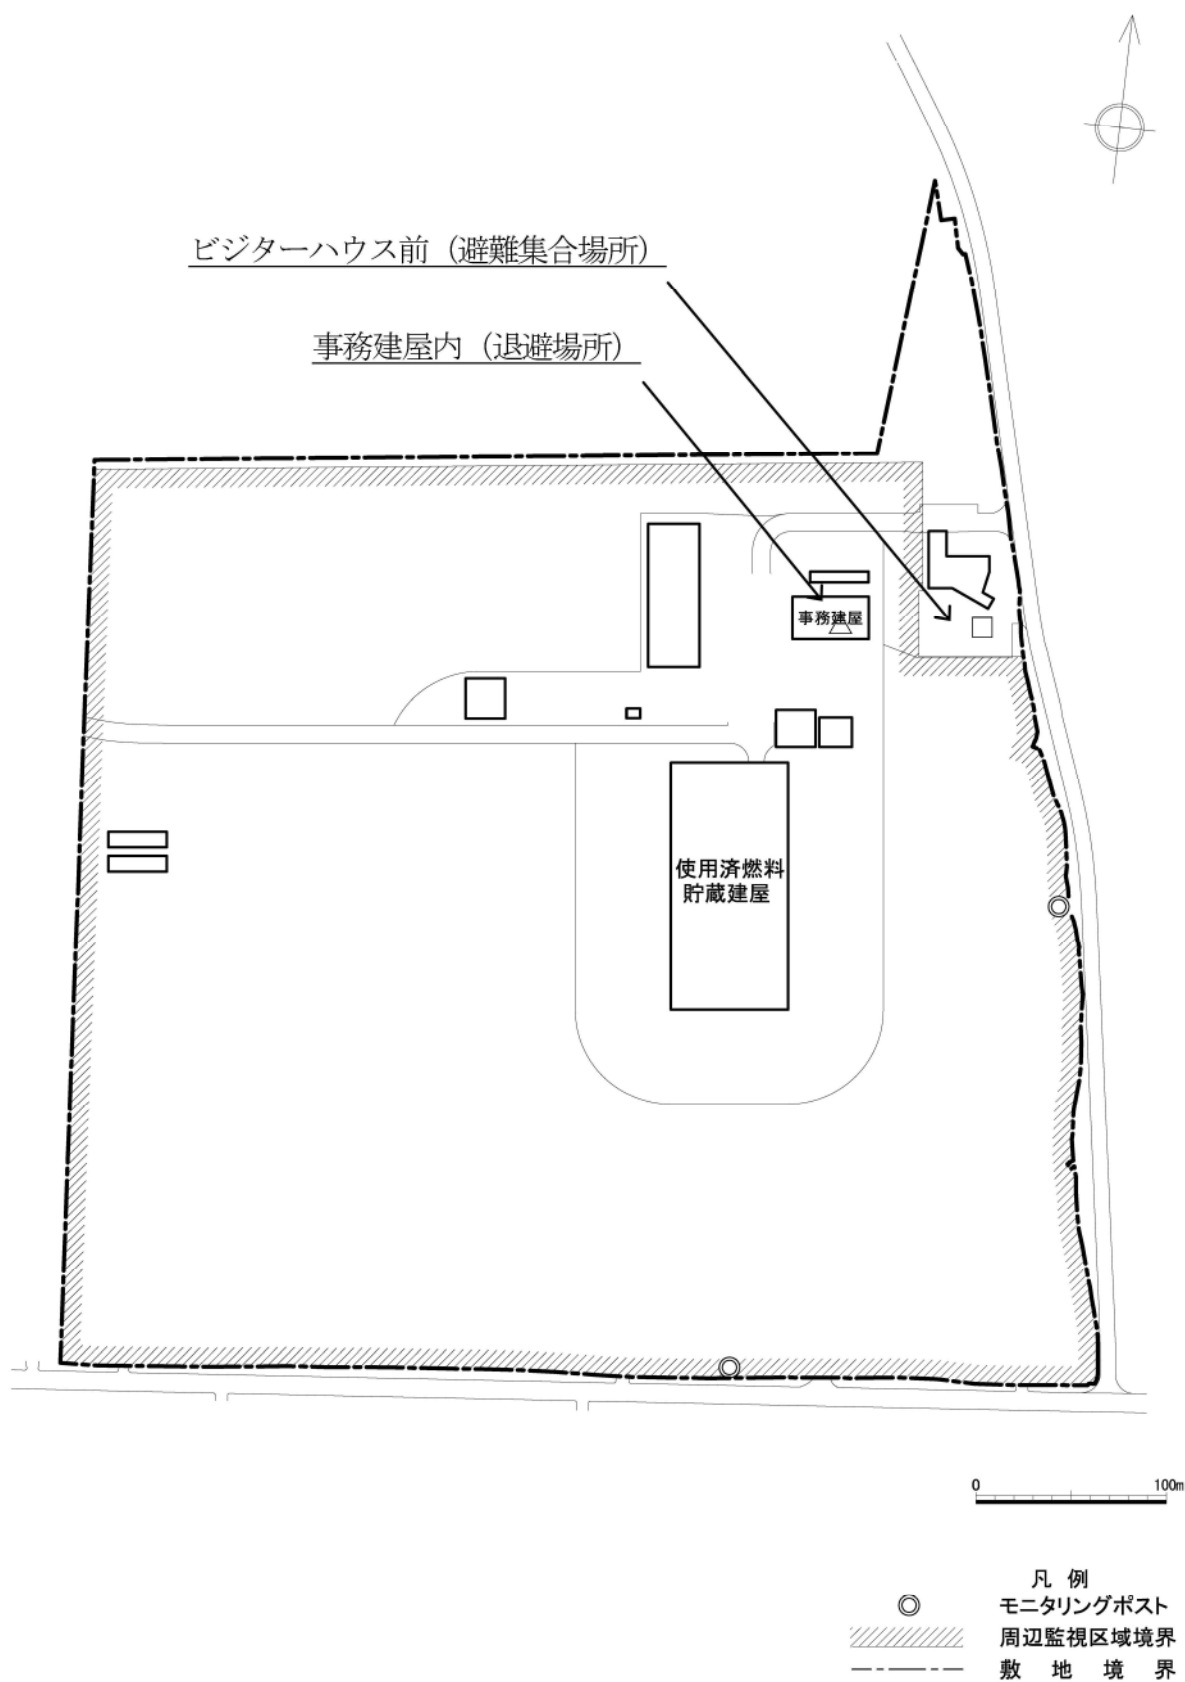 ビジターハウス前（避難集合場所）
事務建屋内（退避場所）
事務建屋
使用済燃料
貯蔵建屋
0 100m
凡 例
モニタリングポスト
周辺監視区域境界
敷 地 境 界